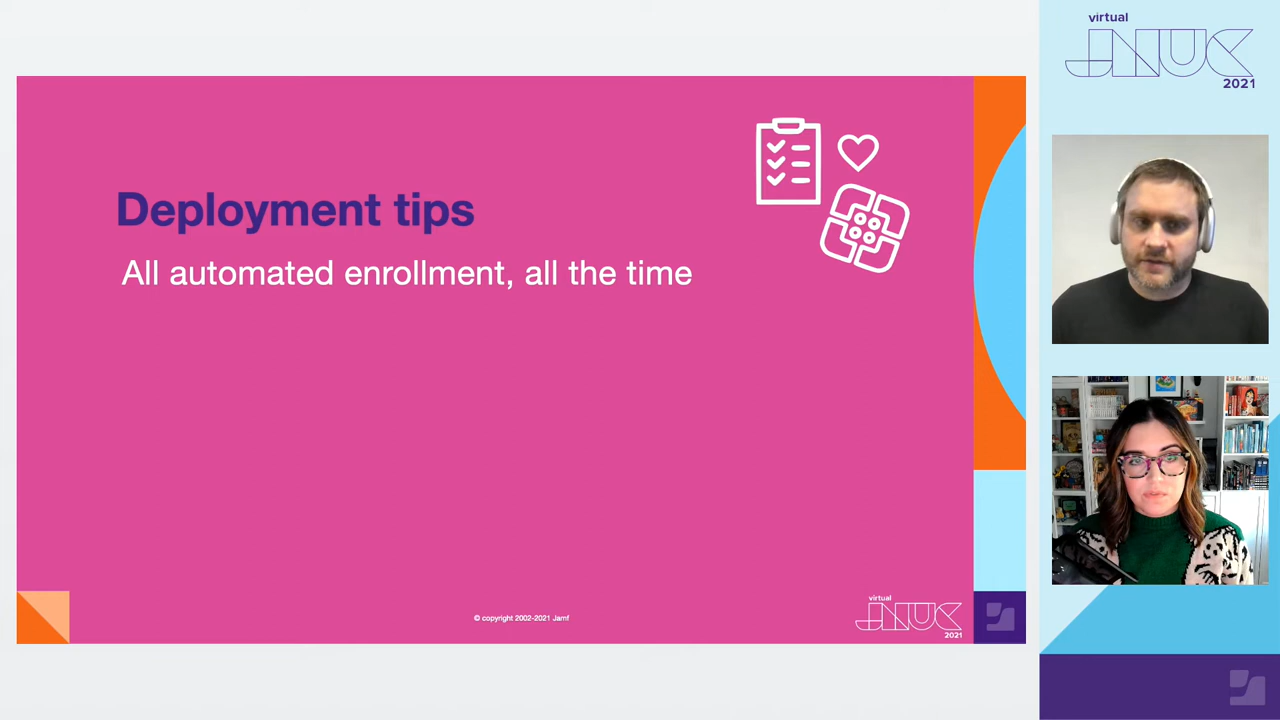 Deployment tips
All automated enrollment, all the time
© copyright 2002-2021 Jamf
virtual
JNUC
2021
virtual
JNUC
2021